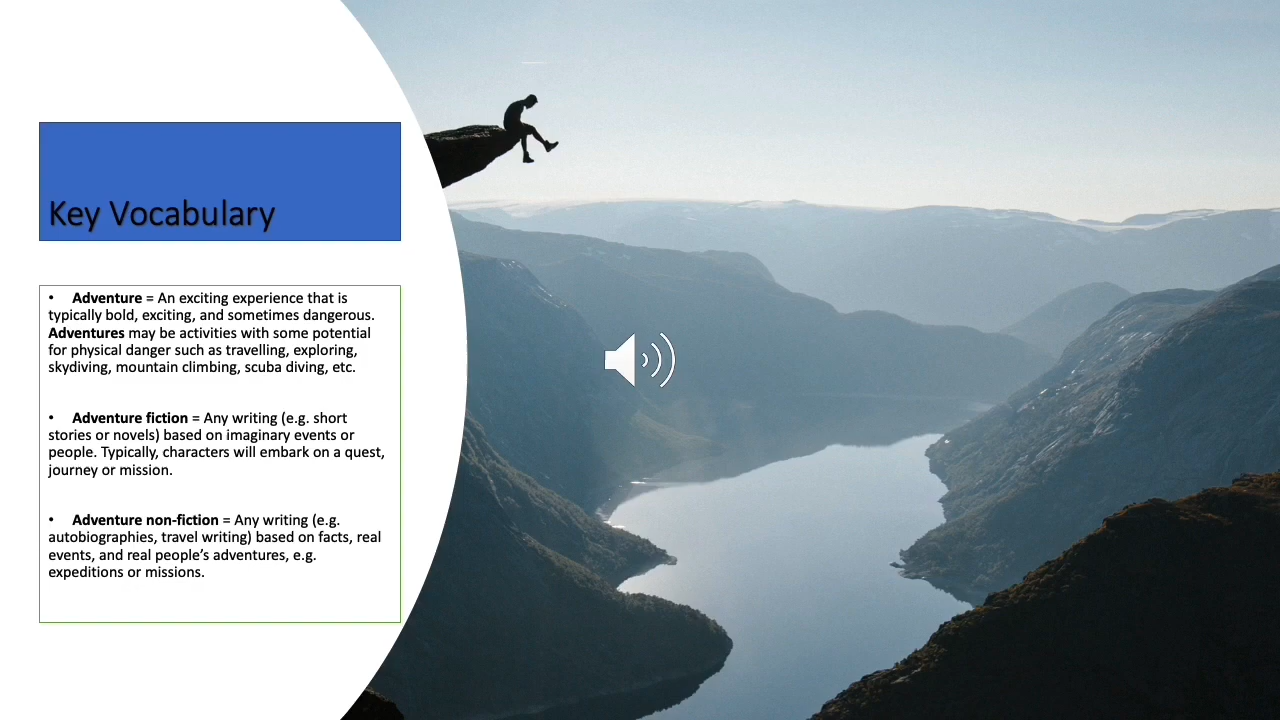 Key Vocabulary
• Adventure = An exciting experience that is
typically bold, exciting, and sometimes dangerous.
Adventures may be activities with some potential
for physical danger such as travelling, exploring,
skydiving, mountain climbing, scuba diving, etc.
• Adventure fiction = Any writing (e.g. short
stories or novels) based on imaginary events or
people. Typically, characters will embark on a quest,
journey or mission.
• Adventure non-fiction = Any writing (e.g.
autobiographies, travel writing) based on facts, real
events, and real people’s adventures, e.g.
expeditions or missions.